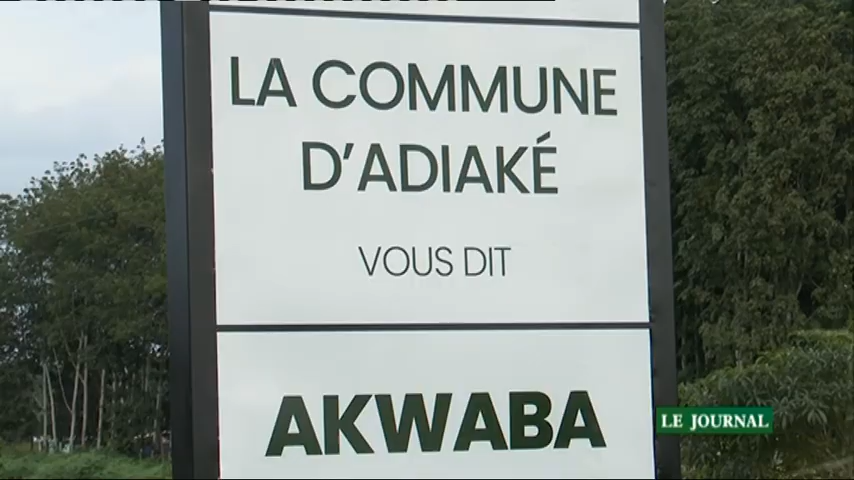 LA COMMUNE
D'ADIAKÉ
VOUS DIT
AKWABA
LE JOURNAL